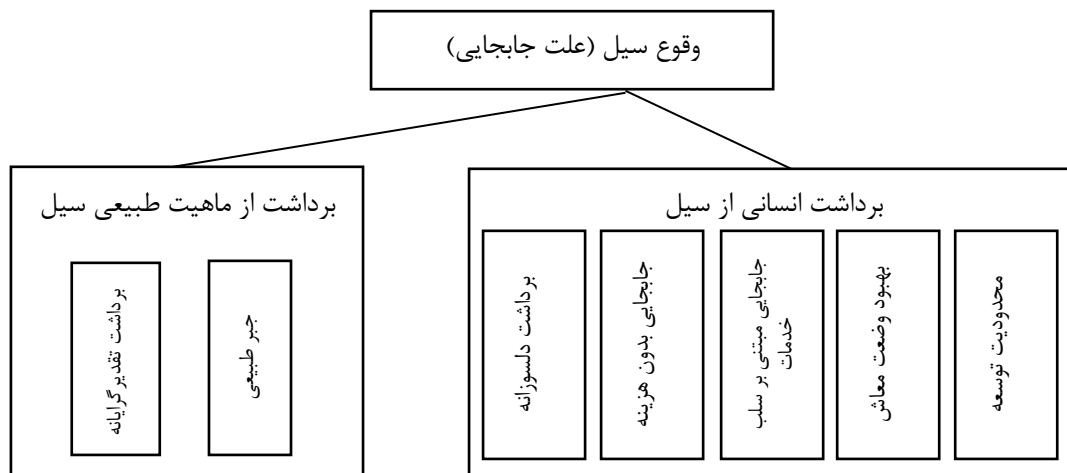 وقوع سیل (علت جابجایی)
برداشت انسانی از سیل
محدودیت توسعه
بهبود وضعت معاش
جابجایی مبتنی بر سلب
خدمات
جابجایی بدون هزینه
برداشت دلسوزانه
برداشت از ماهیت طبیعی سیل
جبر طبیعی
برداشت تقدیرگرایانه